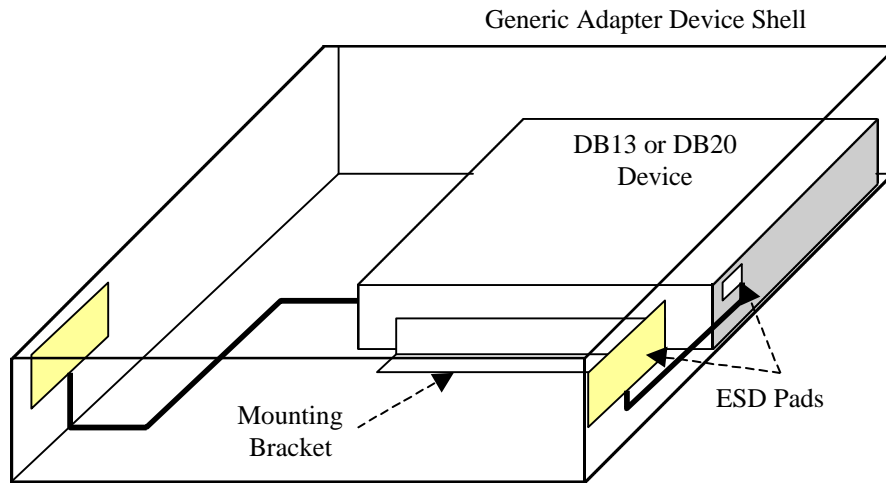 Generic Adapter Device Shell
DB13 or DB20
Device
Mounting
Bracket
ESD Pads